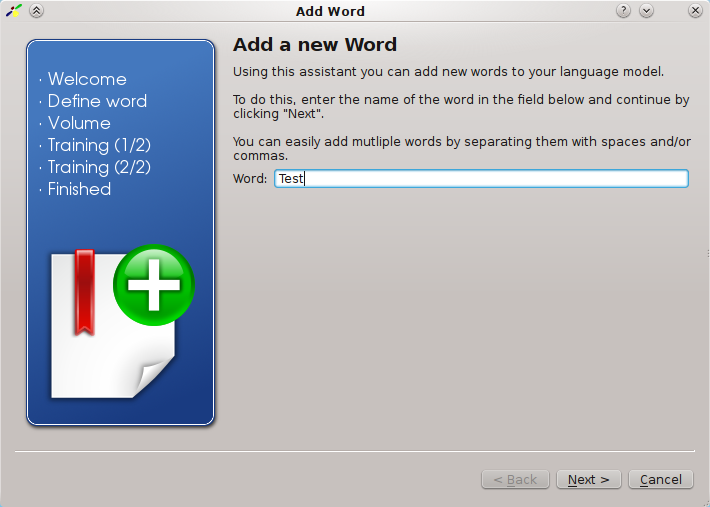 Add Word
· Welcome
· Define word
· Volume
· Training (1/2)
· Training (2/2)
· Finished
Add a new Word
Using this assistant you can add new words to your language model.
To do this, enter the name of the word in the field below and continue by
clicking "Next".
You can easily add mutliple words by separating them with spaces and/or
commas.
Word: Test
< Back Next > Cancel